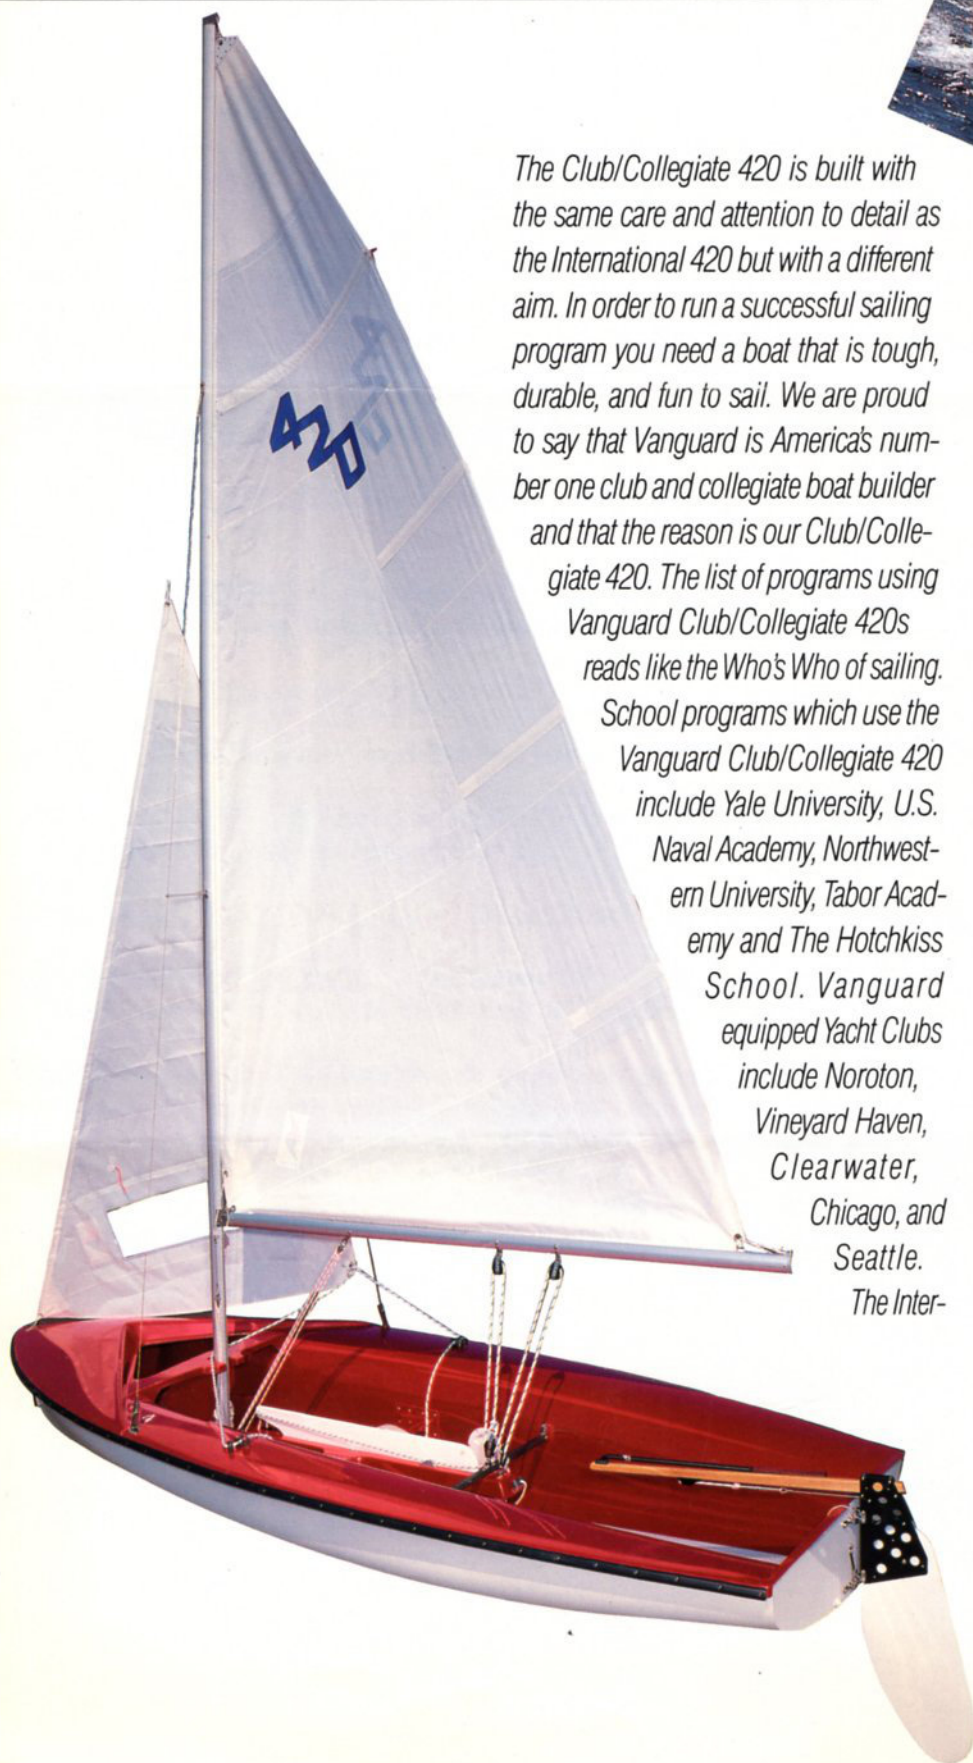 The Club/Collegiate 420 is built with
the same care and attention to detail as
the International 420 but with a different
aim. In order to run a successful sailing
program you need a boat that is tough,
durable, and fun to sail. We are proud
to say that Vanguard is America's num-
ber one club and collegiate boat builder
and that the reason is our Club/Colle-
giate 420. The list of programs using
Vanguard Club/Collegiate 420s
reads like the Who's Who of sailing.
School programs which use the
Vanguard Club/Collegiate 420
include Yale University, U.S.
Naval Academy, Northwest-
ern University, Tabor Acad-
emy and The Hotchkiss
School. Vanguard
equipped Yacht Clubs
include Noroton,
Vineyard Haven,
Clearwater,
Chicago, and
Seattle.
The Inter-
420